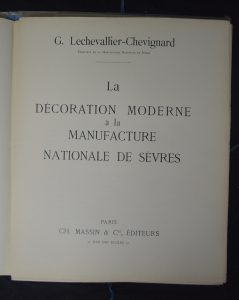 G. Lechevallier-Chevignard
La
DÉCORATION MODERNE
à la
MANUFACTURE
NATIONALE DE SÈVRES
PARIS
CH. MASSIN & Cie, ÉDITEURS